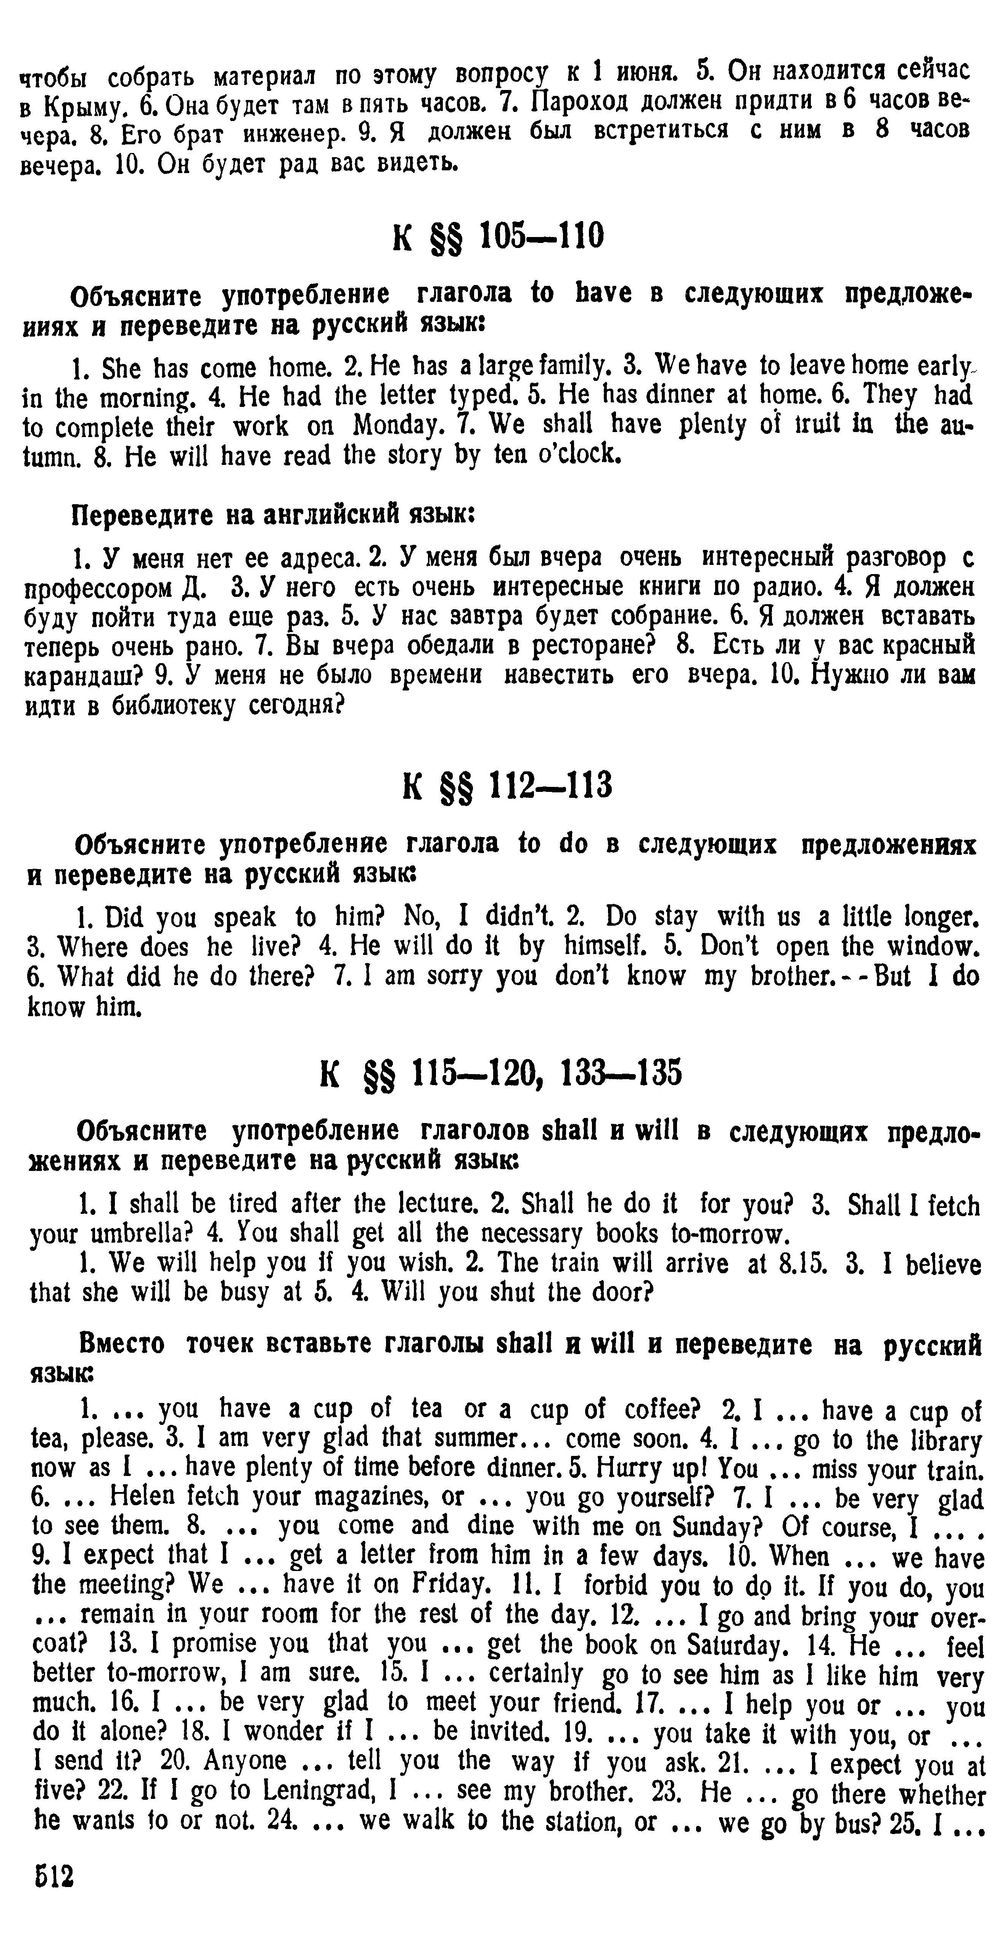 чтобы собрать материал по этому вопросу к 1 июня. 5. Он находится сейчас
в Крыму. 6. Она будет там в пять часов. 7. Пароход должен придти в 6 часов ве-
чера. 8. Его брат инженер. 9. Я должен был встретиться с ним в 8 часов
вечера. 10. Он будет рад вас видеть.
К §§ 105—110
Объясните употребление глагола to have в следующих предложе-
ниях и переведите на русский язык:
1. She has come home. 2. He has a large family. 3. We have to leave home early
in the morning. 4. He had the letter typed. 5. He has dinner at home. 6. They had
to complete their work on Monday. 7. We shall have plenty of fruit in the au-
tumn. 8. He will have read the story by ten o'clock.
Переведите на английский язык:
1. У меня нет ее адреса. 2. У меня был вчера очень интересный разговор с
профессором Д. 3. У него есть очень интересные книги по радио. 4. Я должен
буду пойти туда еще раз. 5. У нас завтра будет собрание. 6. Я должен вставать
теперь очень рано. 7. Вы вчера обедали в ресторане? 8. Есть ли у вас красный
карандаш? 9. У меня не было времени навестить его вчера. 10. Нужно ли вам
идти в библиотеку сегодня?
К §§ 112—113
Объясните употребление глагола to do в следующих предложениях
и переведите на русский язык:
1. Did you speak to him? No, I didn't. 2. Do stay with us a little longer.
3. Where does he live? 4. He will do it by himself. 5. Don't open the window.
6. What did he do there? 7. I am sorry you don't know my brother.--But I do
know him.
К §§ 115—120, 133—135
Объясните употребление глаголов shall и will в следующих предло-
жениях и переведите на русский язык:
1. I shall be tired after the lecture. 2. Shall he do it for you? 3. Shall I fetch
your umbrella? 4. You shall get all the necessary books to-morrow.
1. We will help you if you wish. 2. The train will arrive at 8.15. 3. I believe
that she will be busy at 5. 4. Will you shut the door?
Вместо точек вставьте глаголы shall и will и переведите на русский
язык:
1. ... you have a cup of tea or a cup of coffee? 2. I ... have a cup of
tea, please. 3. I am very glad that summer... come soon. 4. I ... go to the library
now as I ... have plenty of time before dinner. 5. Hurry up! You ... miss your train.
6. ... Helen fetch your magazines, or ... you go yourself? 7. I ... be very glad
to see them. 8. ... you come and dine with me on Sunday? Of course, I ... .
9. I expect that I ... get a letter from him in a few days. 10. When ... we have
the meeting? We ... have it on Friday. 11. I forbid you to do it. If you do, you
... remain in your room for the rest of the day. 12. ... I go and bring your over-
coat? 13. I promise you that you ... get the book on Saturday. 14. He ... feel
better to-morrow, I am sure. 15. I ... certainly go to see him as I like him very
much. 16. I ... be very glad to meet your friend. 17. ... I help you or ... you
do it alone? 18. I wonder if I ... be invited. 19. ... you take it with you, or ...
I send it? 20. Anyone ... tell you the way if you ask. 21. ... I expect you at
five? 22. If I go to Leningrad, I ... see my brother. 23. He ... go there whether
he wants to or not. 24. ... we walk to the station, or ... we go by bus? 25. I ...
512